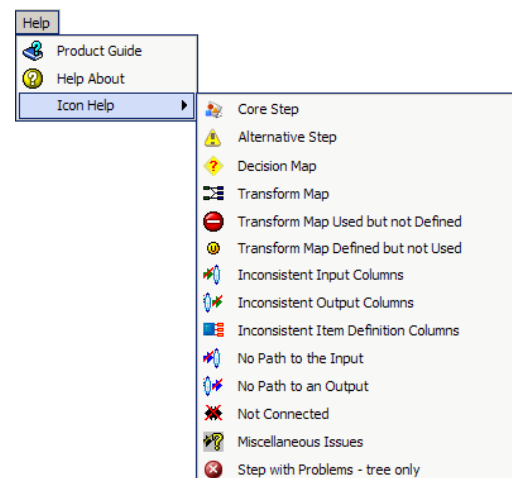 Help
Product Guide
Help About
Icon Help
Core Step
Alternative Step
Decision Map
Transform Map
Transform Map Used but not Defined
Transform Map Defined but not Used
Inconsistent Input Columns
Inconsistent Output Columns
Inconsistent Item Definition Columns
No Path to the Input
No Path to an Output
Not Connected
Miscellaneous Issues
Step with Problems - tree only